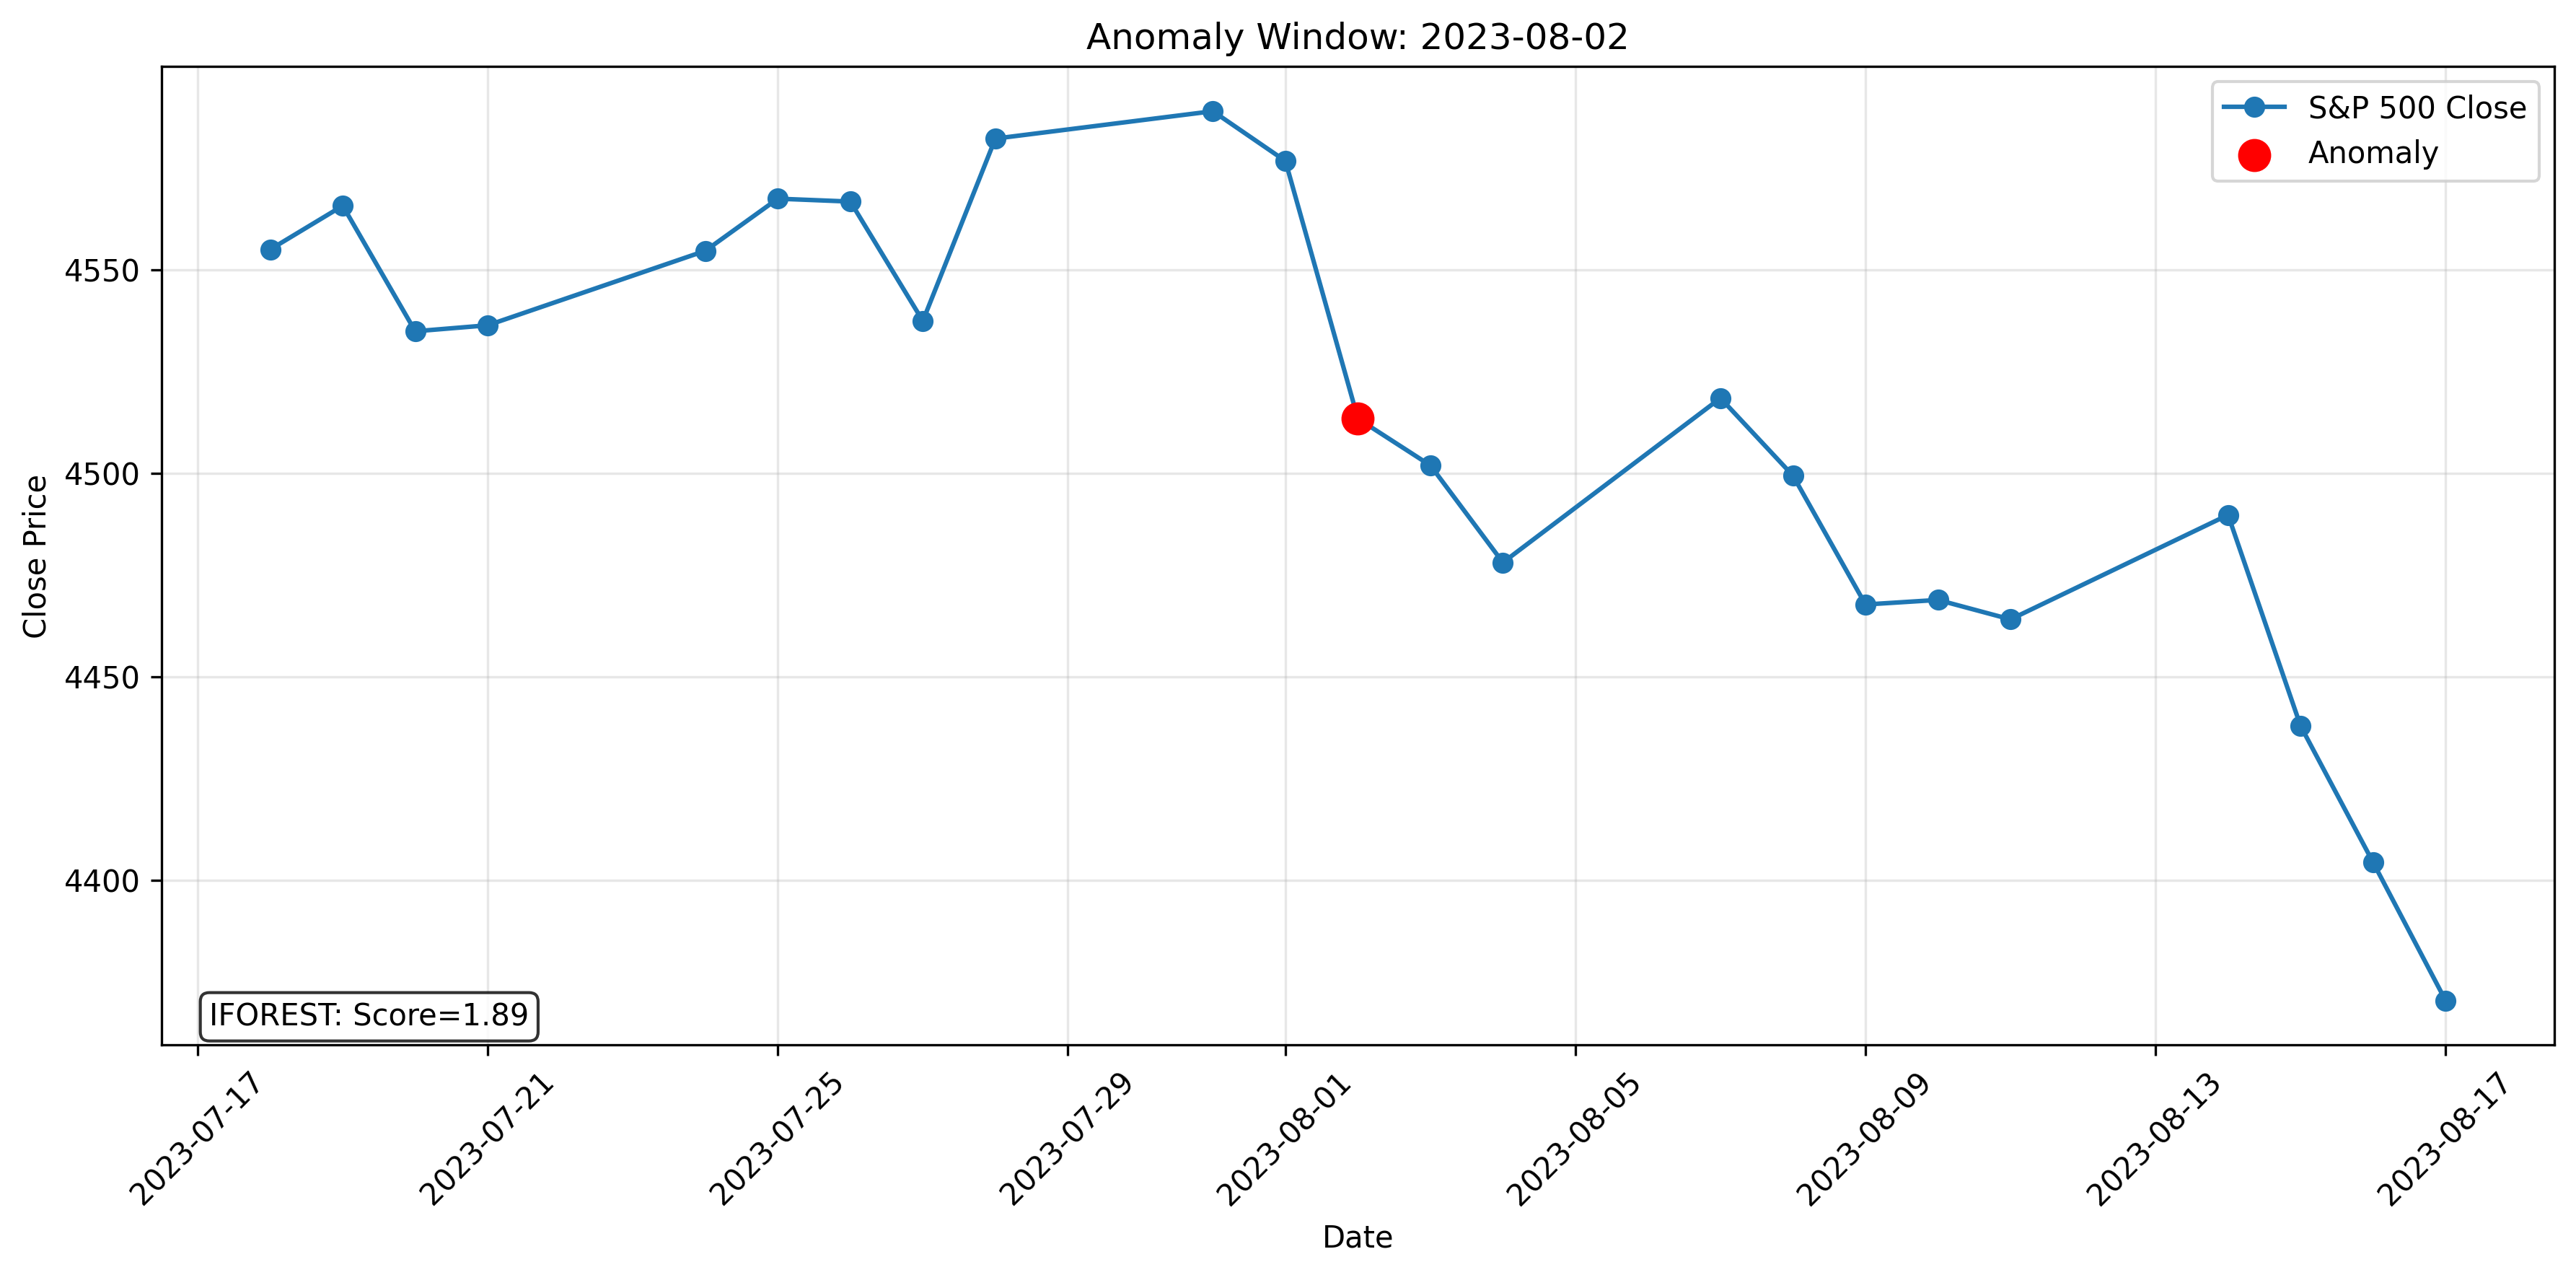 Anomaly Window: 2023-08-02
S&P 500 Close
Anomaly
Close Price
4550
4500
4450
4400
IFOREST: Score=1.89
2023-07-17
2023-07-21
2023-07-25
2023-07-29
2023-08-01
2023-08-05
2023-08-09
2023-08-13
2023-08-17
Date